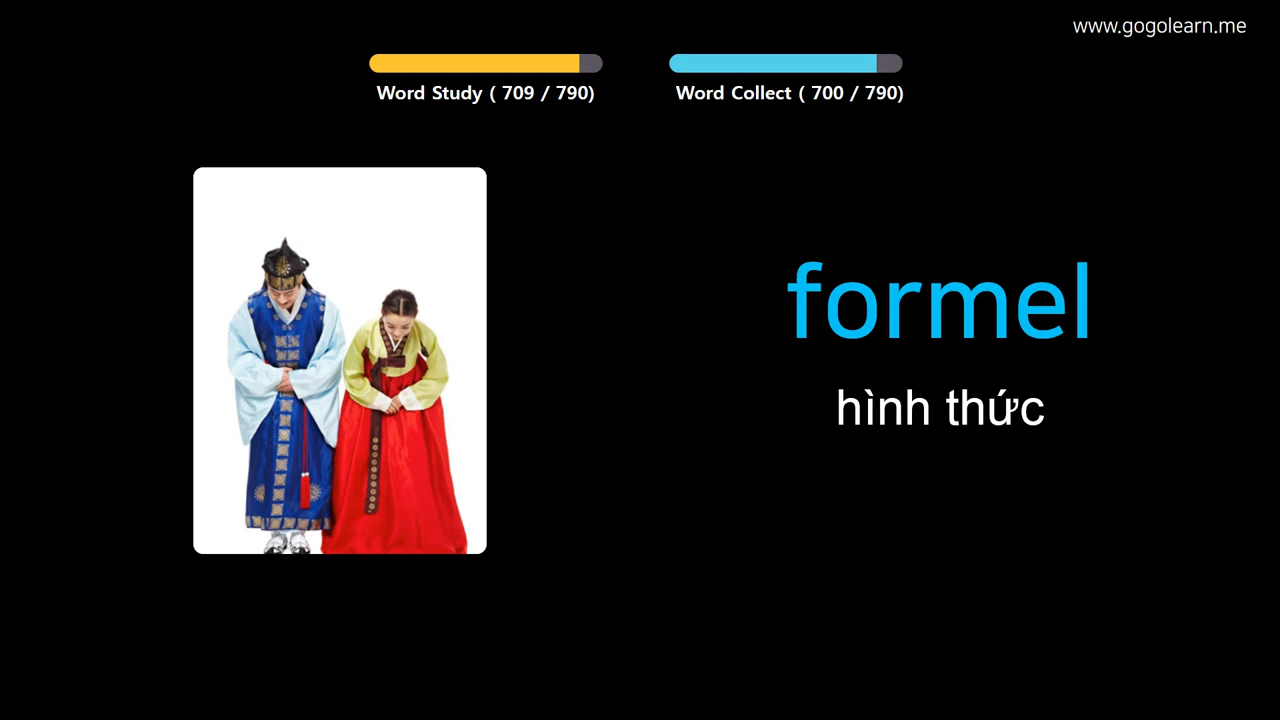 www.gogolearn.me
Word Study ( 709 / 790)
Word Collect ( 700 / 790)
formel
hình thức